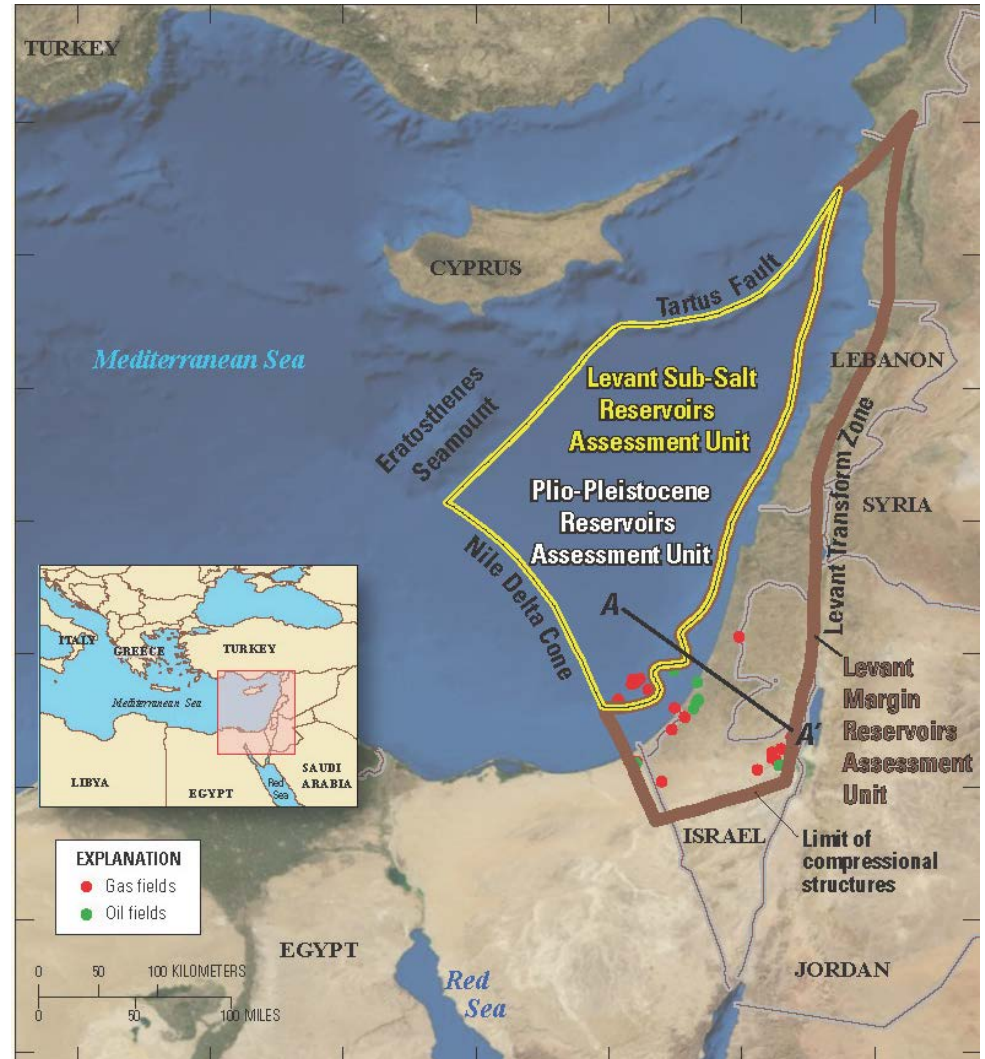 TURKEY
CYPRUS
Tartus Fault
Mediterranean Sea
LEBANON
Levant Sub-Salt
Reservoirs
Assessment Unit
Eratosthenes
Seamount
Levant Transform Zone
Plio-Pleistocene
Reservoirs
Assessment Unit
SYRIA
Nile Delta Cone
A
ITALY
GREECE
TURKEY
Mediterranean Sea
LIBYA
EGYPT
Red
Sea
SAUDI
ARABIA
Levant
Margin
Reservoirs
Assessment
Unit
A'
ISRAEL
Limit of
compressional
structures
EXPLANATION
Gas fields
Oil fields
EGYPT
JORDAN
0 50 100 KILOMETERS
0 50 100 MILES
Red
Sea